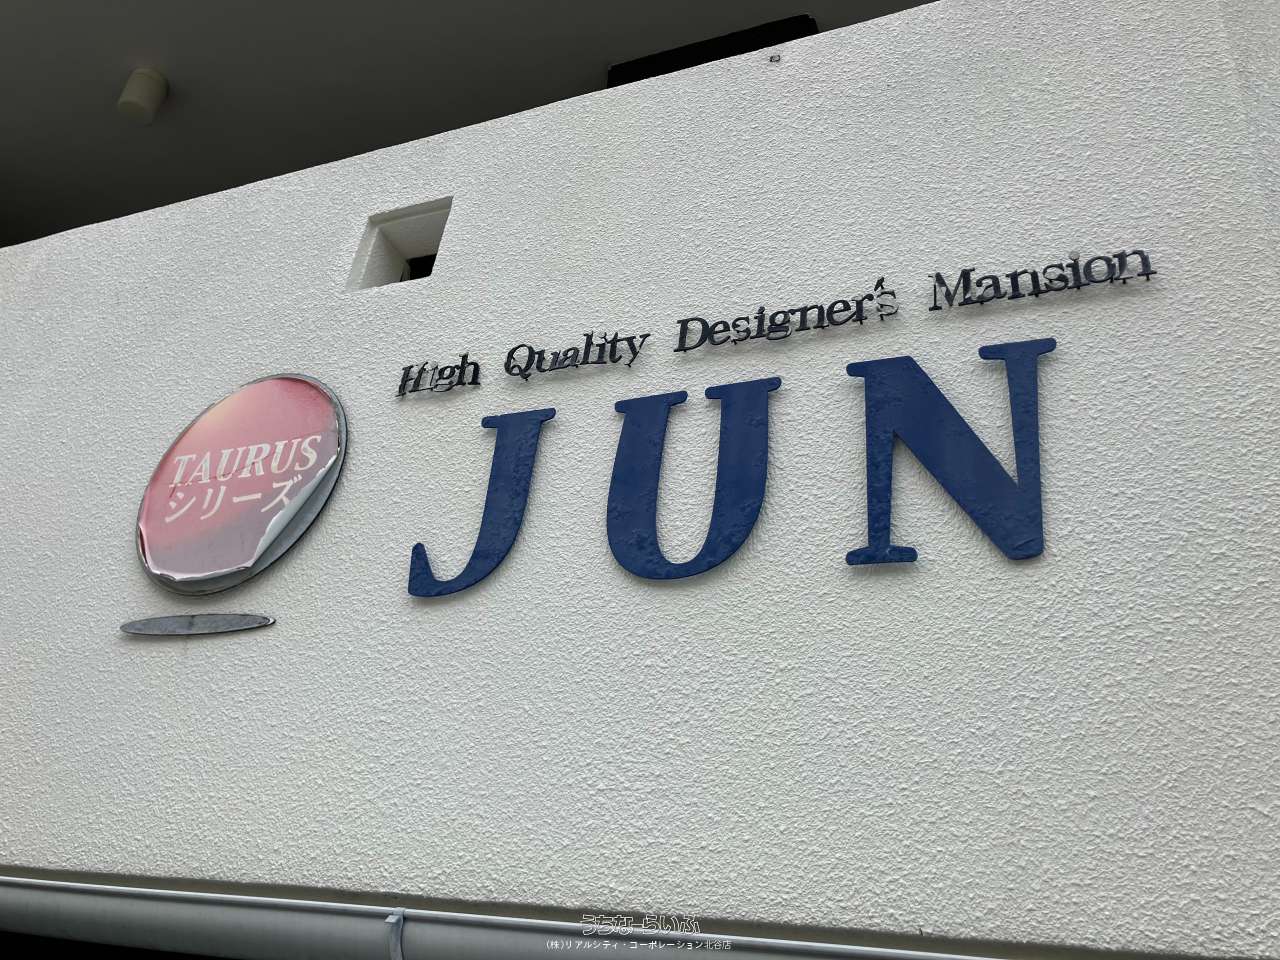 High Quality Designer's Mansion
JUN
TAURUS
シリーズ
うちなーらいふ
(株)リアルシティ・コーポレーション北谷店